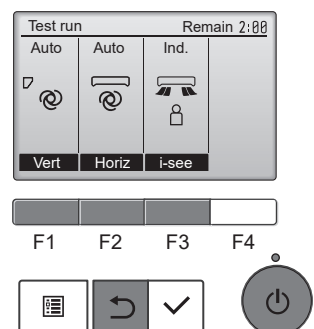 Test run Remain 2:00
Auto Auto Ind.
Vert Horiz i-see
F1 F2 F3 F4